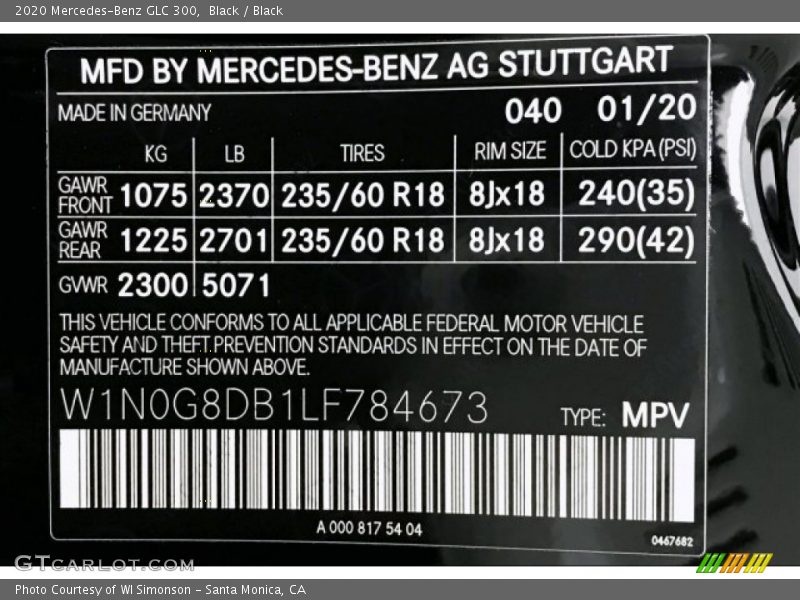 2020 Mercedes-Benz GLC 300,  Black / Black
MFD BY MERCEDES-BENZ AG STUTTGART
MADE IN GERMANY 040 01/20
KG LB TIRES RIM SIZE COLD KPA (PSI)
GAWR FRONT 1075 2370 235/60 R18 8Jx18 240(35)
GAWR REAR 1225 2701 235/60 R18 8Jx18 290(42)
GVWR 2300 5071
THIS VEHICLE CONFORMS TO ALL APPLICABLE FEDERAL MOTOR VEHICLE
SAFETY AND THEFT PREVENTION STANDARDS IN EFFECT ON THE DATE OF
MANUFACTURE SHOWN ABOVE.
W1N0G8DB1LF784673 TYPE: MPV
A 000 817 54 04
0467682
GTCARLOT.COM
Photo Courtesy of WI Simonson - Santa Monica, CA